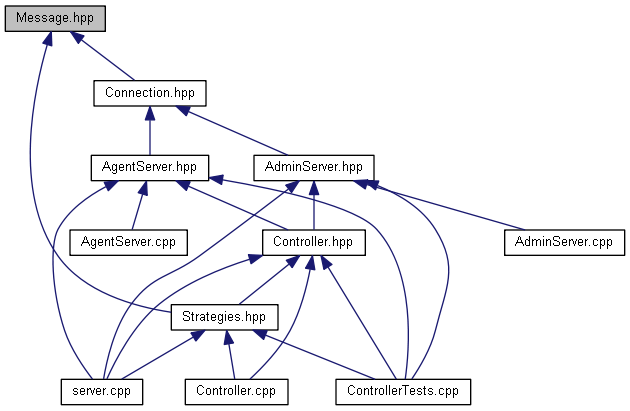 Message.hpp
Connection.hpp
AgentServer.hpp
AdminServer.hpp
AgentServer.cpp
Controller.hpp
AdminServer.cpp
Strategies.hpp
server.cpp
Controller.cpp
ControllerTests.cpp